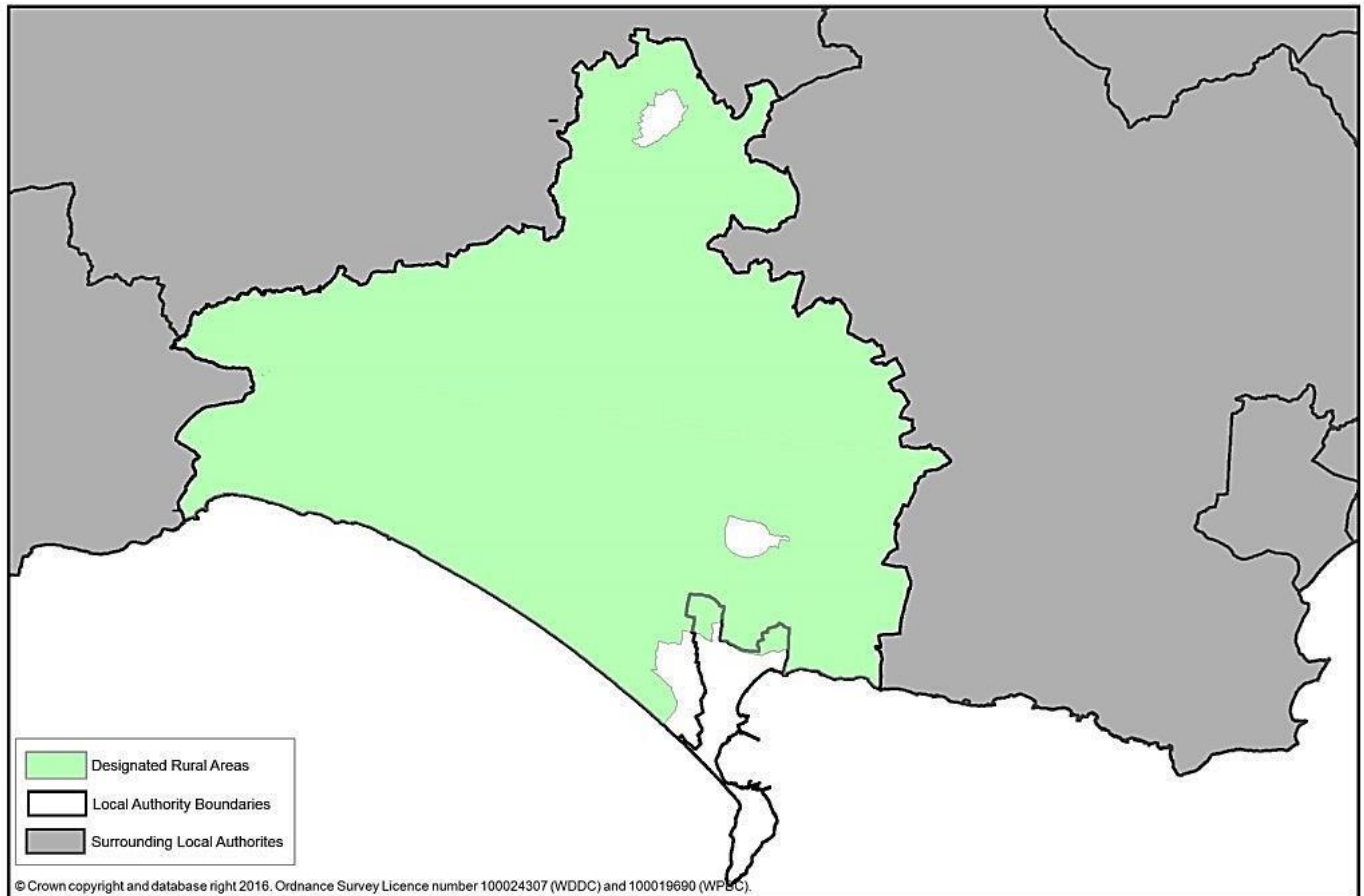 Designated Rural Areas
Local Authority Boundaries
Surrounding Local Authorites
© Crown copyright and database right 2016. Ordnance Survey Licence number 100024307 (WDDC) and 100019690 (WPBC).